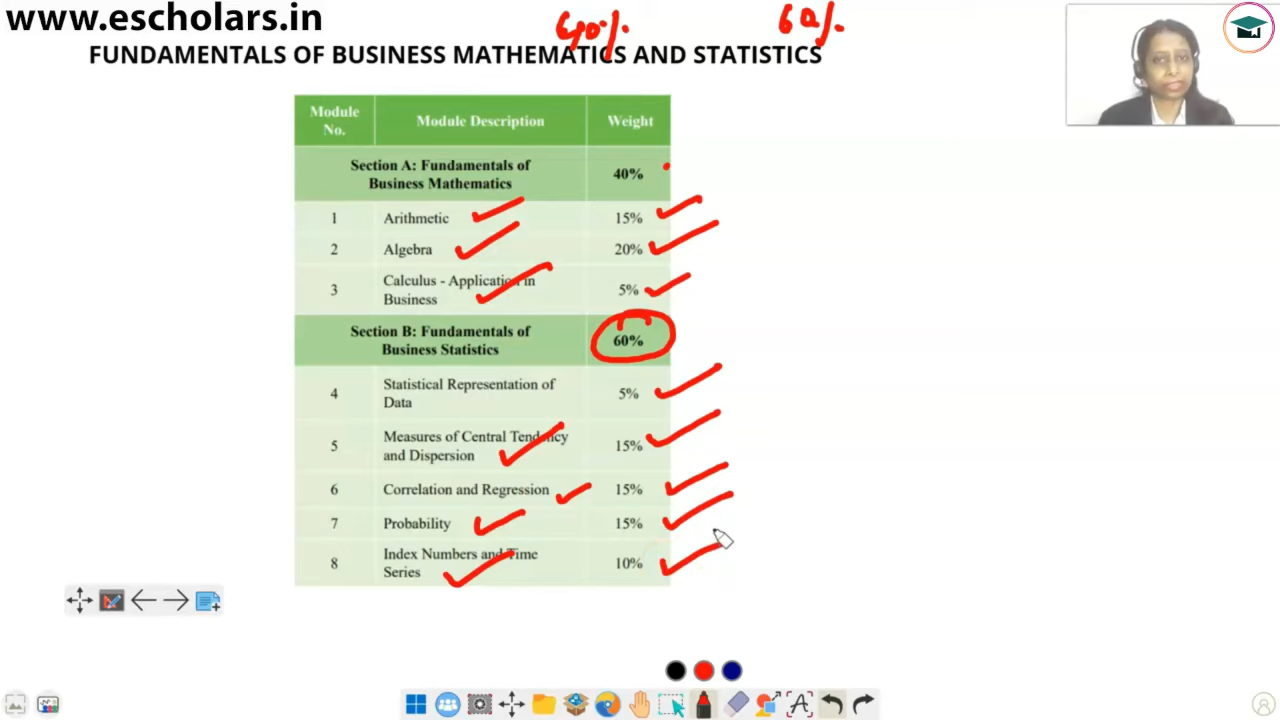 www.escholars.in
40% 60%
FUNDAMENTALS OF BUSINESS MATHEMATICS AND STATISTICS
Module No. Module Description Weight
Section A: Fundamentals of Business Mathematics 40%
1 Arithmetic 15%
2 Algebra 20%
3 Calculus - Application in Business 5%
Section B: Fundamentals of Business Statistics 60%
4 Statistical Representation of Data 5%
5 Measures of Central Tendency and Dispersion 15%
6 Correlation and Regression 15%
7 Probability 15%
8 Index Numbers and Time Series 10%